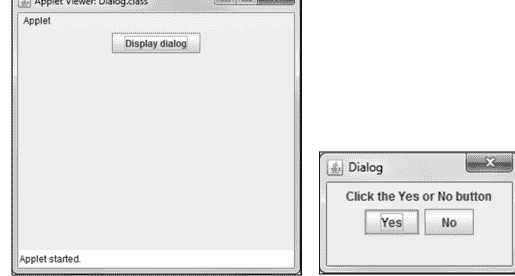 Applet Viewer: Dialog.class
Applet
Display dialog
Applet started.
Dialog
Click the Yes or No button
Yes No